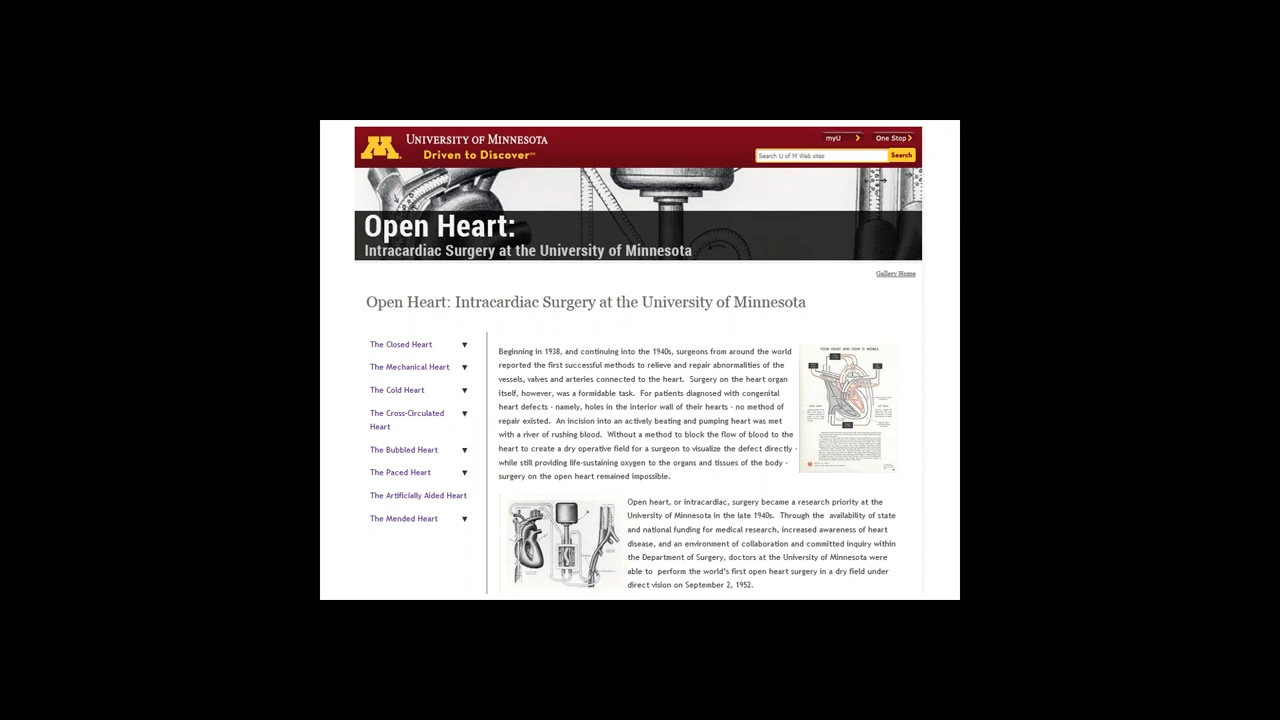 UNIVERSITY OF MINNESOTA
Driven to Discover℠
myU
One Stop
Search U of M Web sites
Search
Open Heart:
Intracardiac Surgery at the University of Minnesota
Gallery Home
Open Heart: Intracardiac Surgery at the University of Minnesota
The Closed Heart
The Mechanical Heart
The Cold Heart
The Cross-Circulated
Heart
The Bubbled Heart
The Paced Heart
The Artificially Aided Heart
The Mended Heart
Beginning in 1938, and continuing into the 1940s, surgeons from around the world
reported the first successful methods to relieve and repair abnormalities of the
vessels, valves and arteries connected to the heart. Surgery on the heart organ
itself, however, was a formidable task. For patients diagnosed with congenital
heart defects - namely, holes in the interior wall of their hearts - no method of
repair existed. An incision into an actively beating and pumping heart was met
with a river of rushing blood. Without a method to block the flow of blood to the
heart to create a dry operative field for a surgeon to visualize the defect directly -
while still providing life-sustaining oxygen to the organs and tissues of the body -
surgery on the open heart remained impossible.
YOUR HEART AND HOW IT WORKS
Open heart, or intracardiac, surgery became a research priority at the
University of Minnesota in the late 1940s. Through the availability of state
and national funding for medical research, increased awareness of heart
disease, and an environment of collaboration and committed inquiry within
the Department of Surgery, doctors at the University of Minnesota were
able to perform the world's first open heart surgery in a dry field under
direct vision on September 2, 1952.